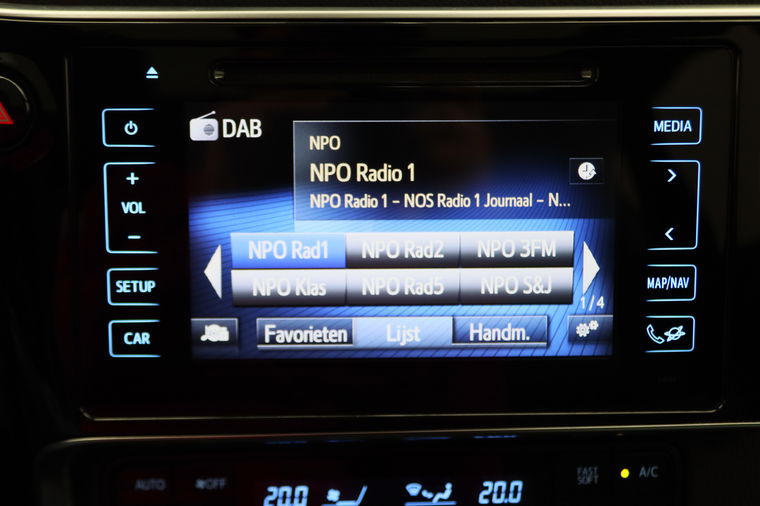 DAB
NPO
NPO Radio 1
NPO Radio 1 - NOS Radio 1 Journaal - N...
NPO Rad1 NPO Rad2 NPO 3FM
NPO Klas NPO Rad5 NPO S&J
1/4
Favorieten Lijst Handm.
+
VOL
-
SETUP
CAR
MEDIA
>
<
MAP/NAV
AUTO OFF 20.0 20.0 FAST SOFT A/C